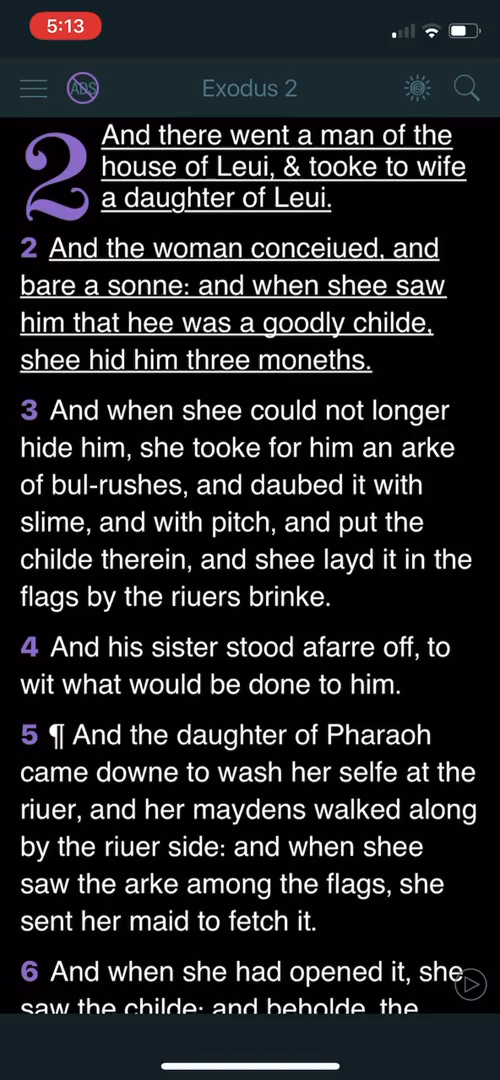 5:13
ADS
Exodus 2
2 And there went a man of the
house of Leui, & tooke to wife
a daughter of Leui.
2 And the woman conceiued, and
bare a sonne: and when shee saw
him that hee was a goodly childe,
shee hid him three moneths.
3 And when shee could not longer
hide him, she tooke for him an arke
of bul-rushes, and daubed it with
slime, and with pitch, and put the
childe therein, and shee layd it in the
flags by the riuers brinke.
4 And his sister stood afarre off, to
wit what would be done to him.
5 ¶ And the daughter of Pharaoh
came downe to wash her selfe at the
riuer, and her maydens walked along
by the riuer side: and when shee
saw the arke among the flags, she
sent her maid to fetch it.
6 And when she had opened it, she
saw the childe: and beholde, the